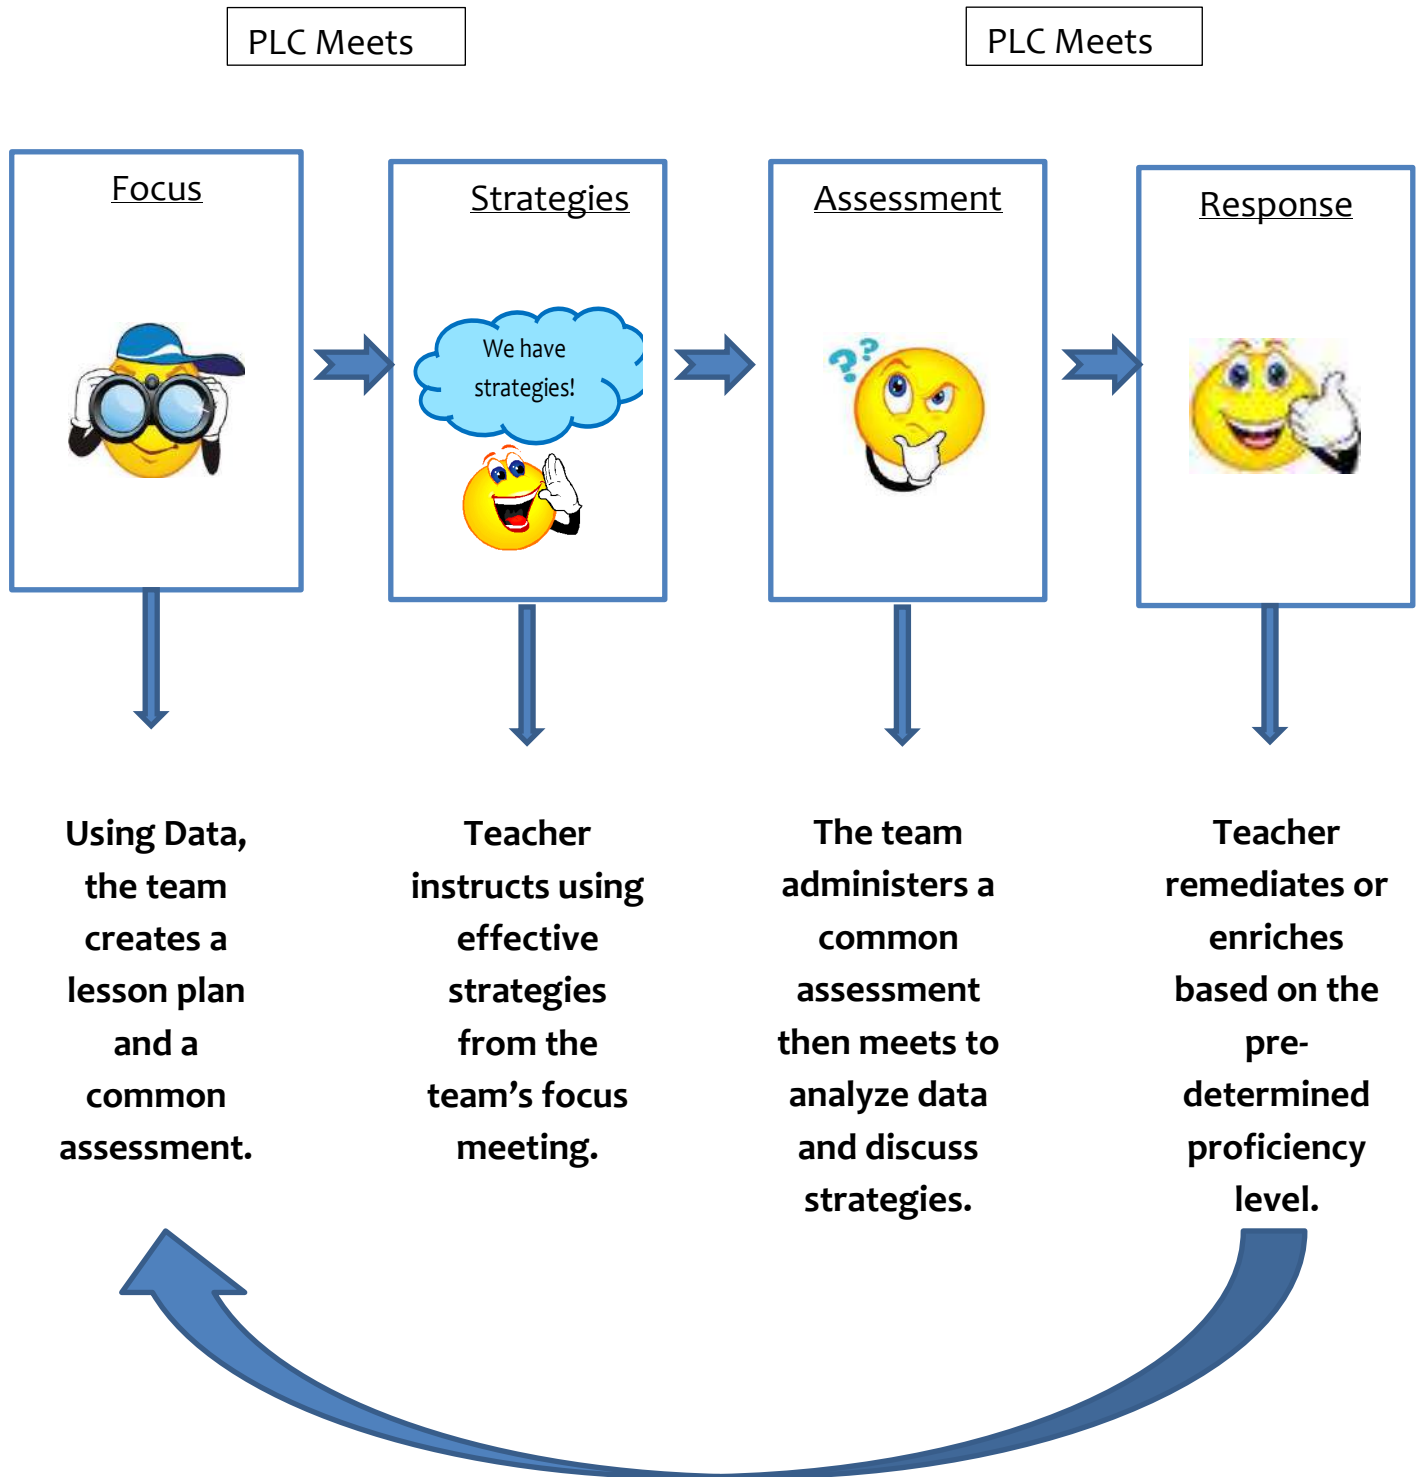 PLC Meets
PLC Meets
Focus
Strategies
We have
strategies!
Assessment
Response
Using Data,
the team
creates a
lesson plan
and a
common
assessment.
Teacher
instructs using
effective
strategies
from the
team’s focus
meeting.
The team
administers a
common
assessment
then meets to
analyze data
and discuss
strategies.
Teacher
remediates or
enriches
based on the
pre-
determined
proficiency
level.